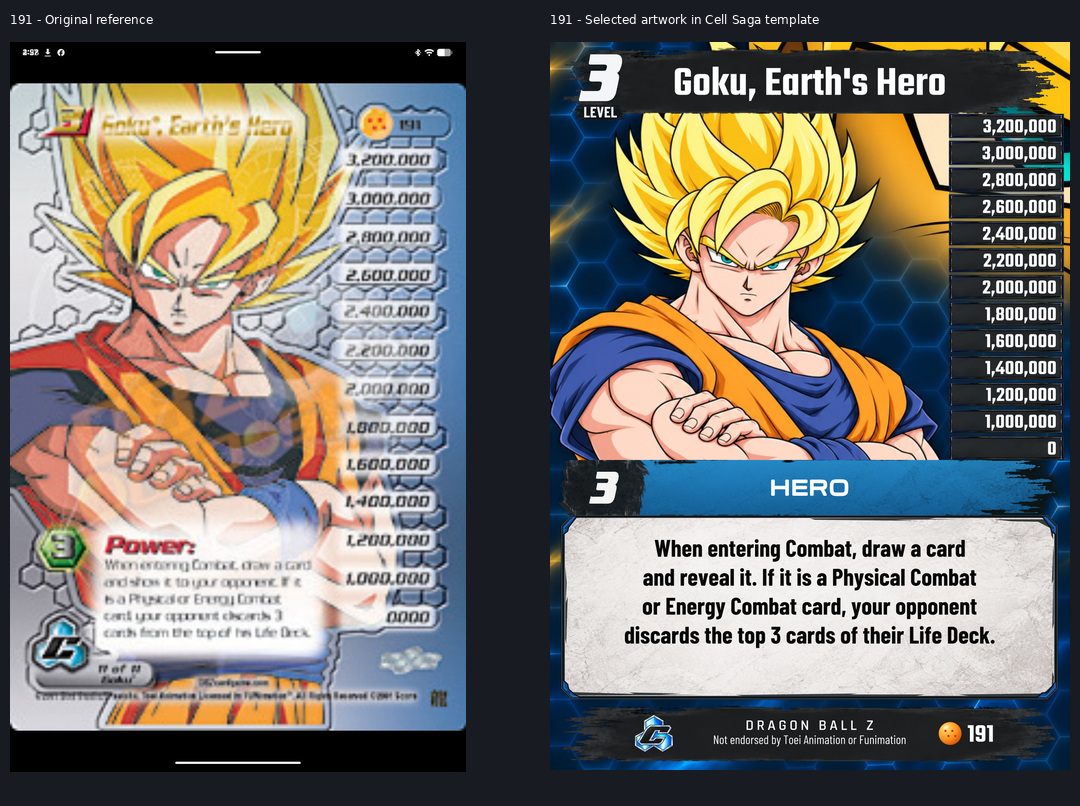 191 - Original reference
3
Goku*, Earth's Hero
191
3,200,000
3,000,000
2,800,000
2,600,000
2,400,000
2,200,000
2,000,000
1,800,000
1,600,000
1,400,000
1,200,000
1,000,000
0000
3
Power:
When entering Combat, draw a card
and show it to your opponent. If it
is a Physical or Energy Combat
card, your opponent discards 3
cards from the top of his Life Deck.
11 of 11
Goku
191 - Selected artwork in Cell Saga template
3
LEVEL
Goku, Earth's Hero
3,200,000
3,000,000
2,800,000
2,600,000
2,400,000
2,200,000
2,000,000
1,800,000
1,600,000
1,400,000
1,200,000
1,000,000
0
3
HERO
When entering Combat, draw a card
and reveal it. If it is a Physical Combat
or Energy Combat card, your opponent
discards the top 3 cards of their Life Deck.
DRAGON BALL Z
Not endorsed by Toei Animation or Funimation
191